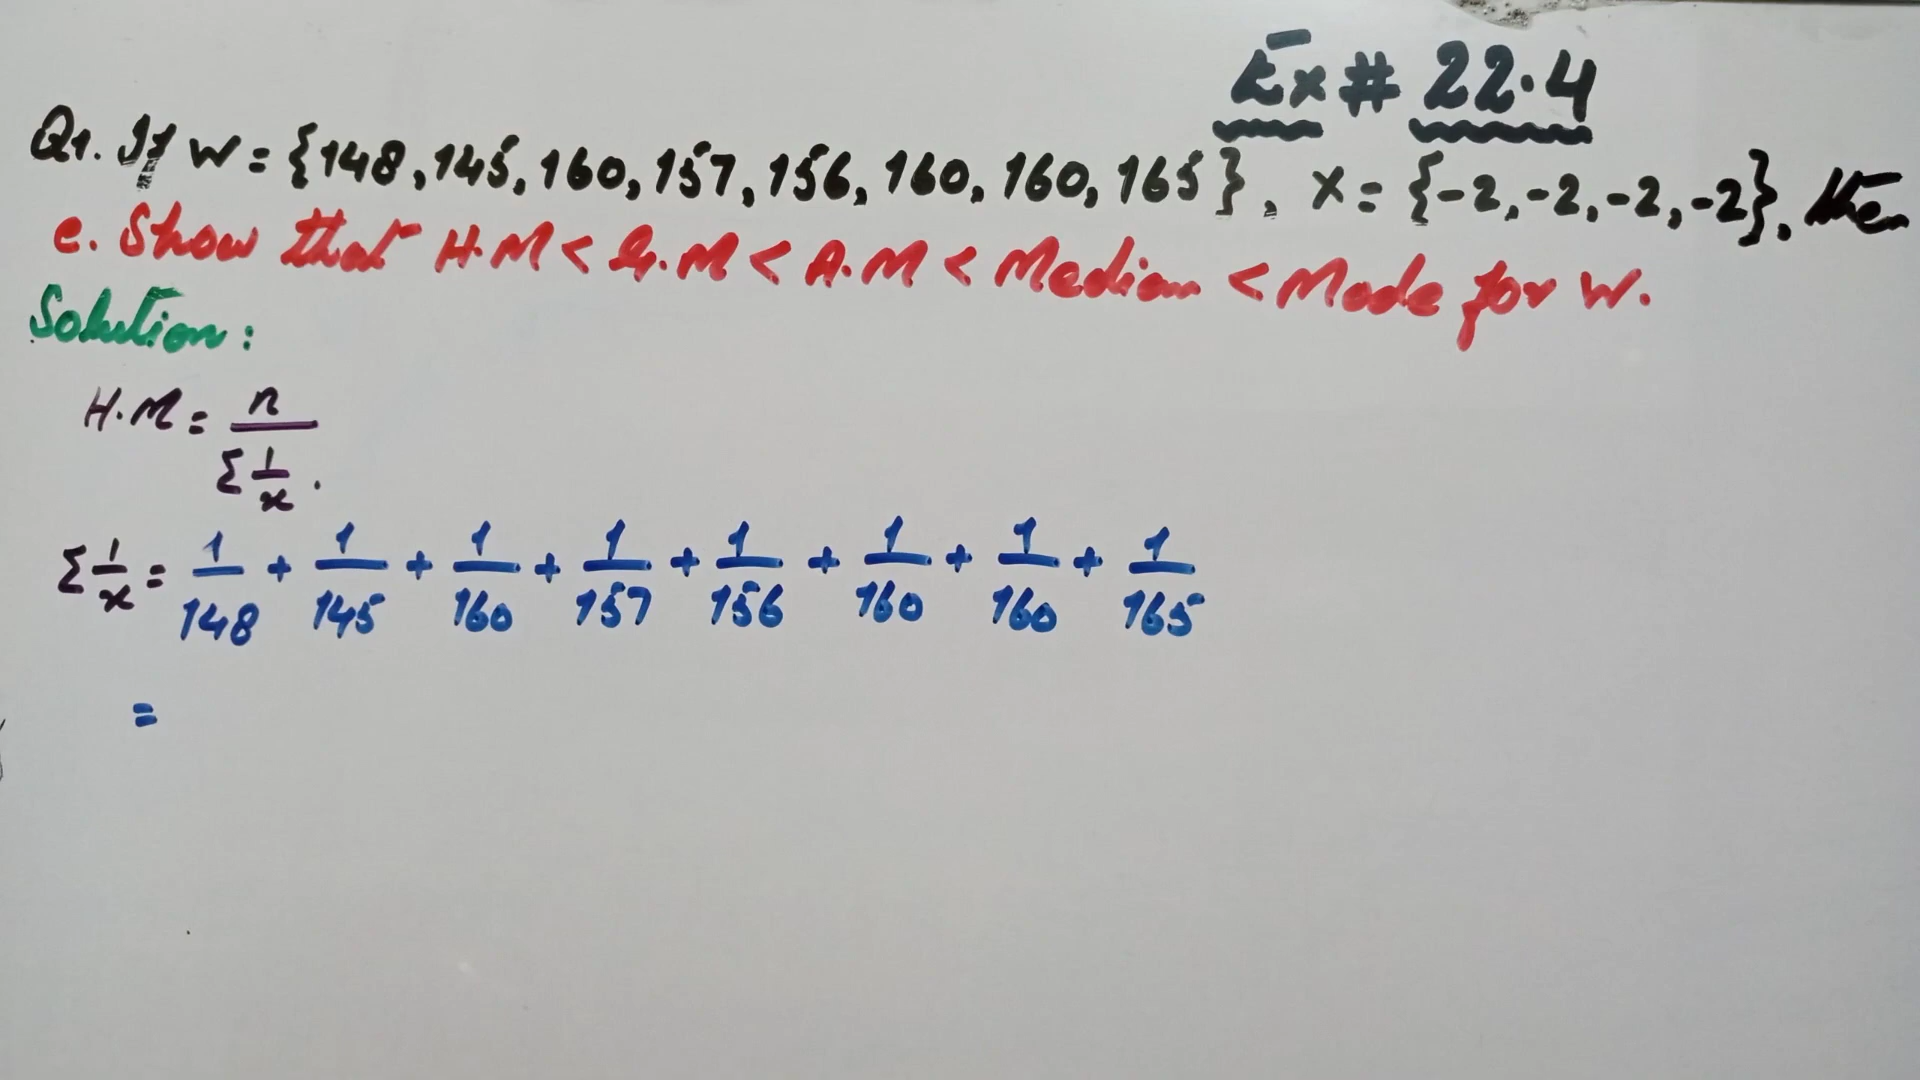 Ex # 22.4
Q1. If W = {148, 145, 160, 157, 156, 160, 160, 165}, X = {-2, -2, -2, -2}, then
e. Show that H.M < G.M < A.M < Median < Mode for W.
Solution:
H.M = n / Σ 1/x .
Σ 1/x = 1/148 + 1/145 + 1/160 + 1/157 + 1/156 + 1/160 + 1/160 + 1/165
=